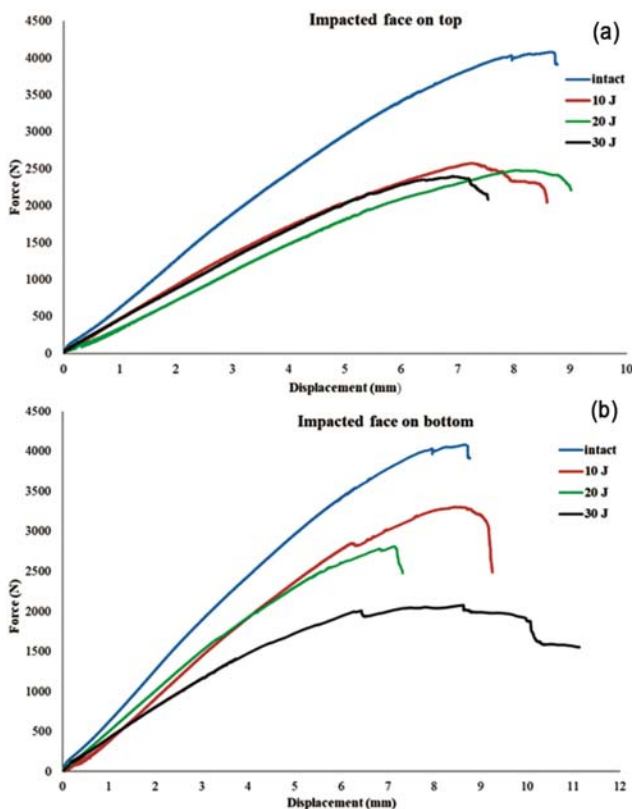 Impacted face on top
(a)
intact
10 J
20 J
30 J
4500
4000
3500
3000
2500
2000
1500
1000
500
0
Force (N)
0 1 2 3 4 5 6 7 8 9 10
Displacement (mm)
Impacted face on bottom
(b)
intact
10 J
20 J
30 J
4500
4000
3500
3000
2500
2000
1500
1000
500
0
Force (N)
0 1 2 3 4 5 6 7 8 9 10 11 12
Displacement (mm)